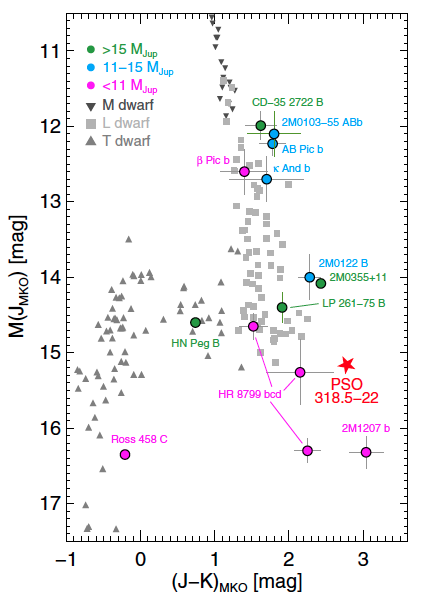 11
12
13
14
15
16
17
M(J_MKO) [mag]
>15 M_Jup
11–15 M_Jup
<11 M_Jup
M dwarf
L dwarf
T dwarf
CD−35 2722 B
2M0103−55 ABb
AB Pic b
β Pic b
κ And b
2M0122 B
2M0355+11
LP 261−75 B
HN Peg B
HR 8799 bcd
PSO
318.5−22
Ross 458 C
2M1207 b
−1 0 1 2 3
(J−K)_MKO [mag]